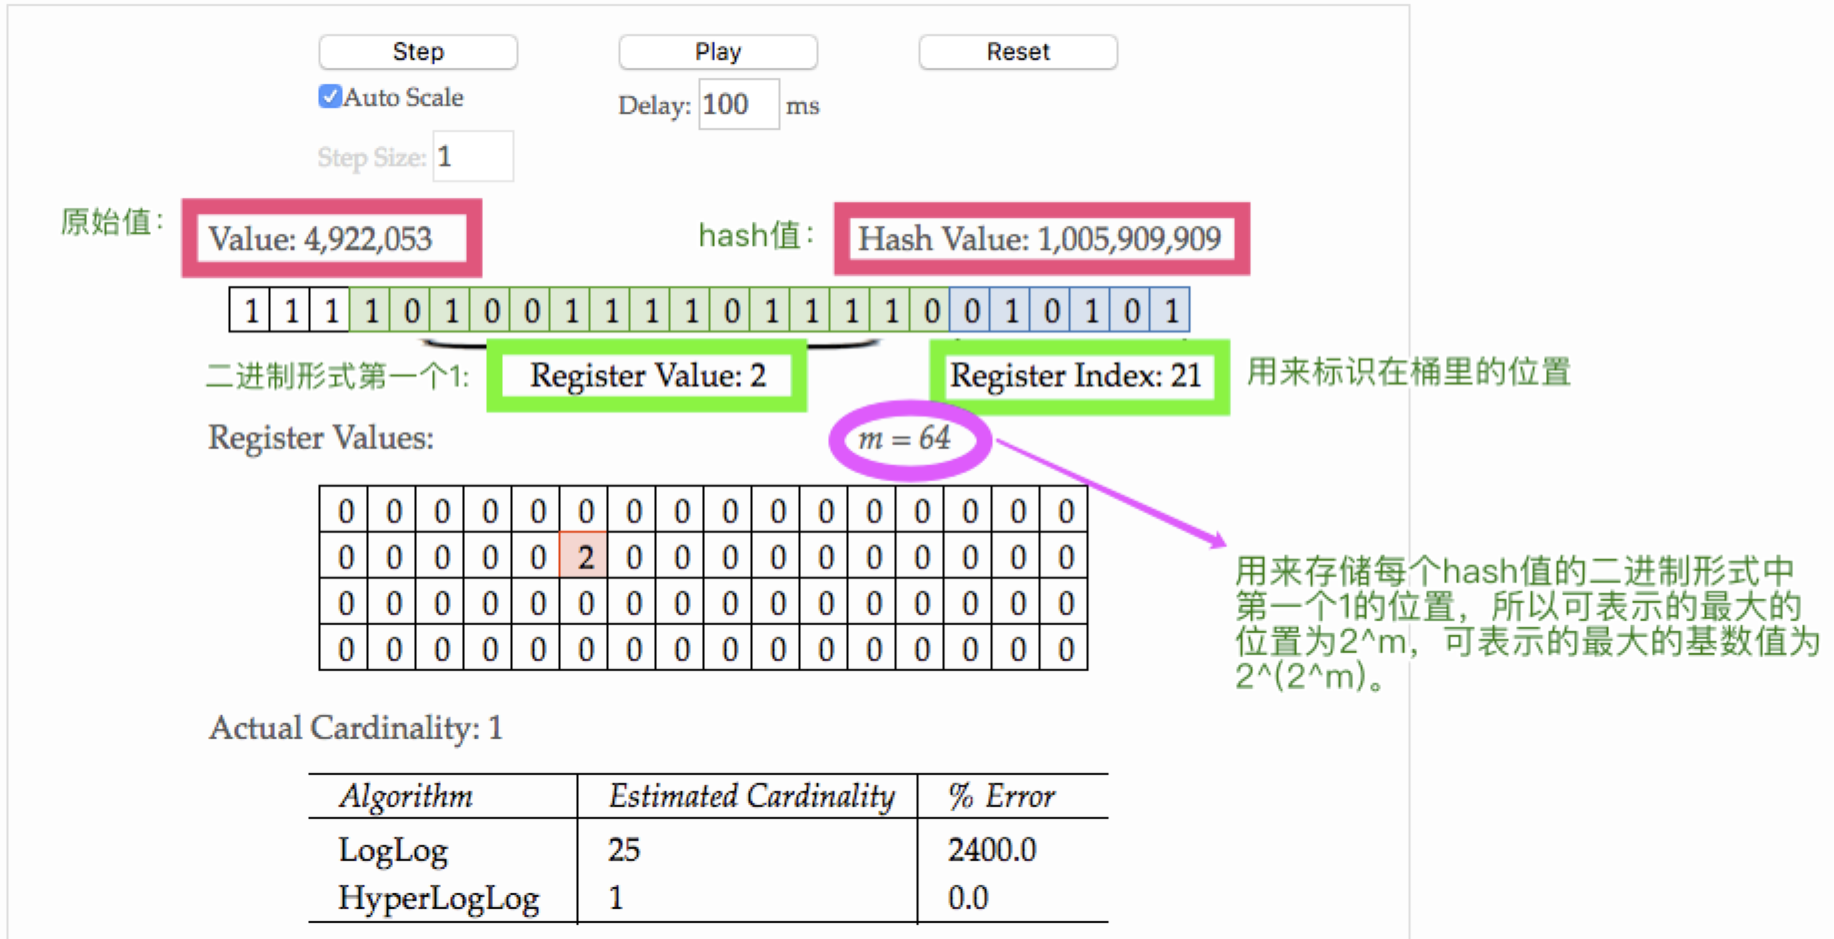 Step Play Reset
Auto Scale Delay: 100 ms
Step Size: 1
原始值： Value: 4,922,053 hash值： Hash Value: 1,005,909,909
1 1 1 1 0 1 0 0 1 1 1 1 0 1 1 1 1 0 0 1 0 1 0 1
二进制形式第一个1: Register Value: 2 Register Index: 21 用来标识在桶里的位置
Register Values: m = 64
0 0 0 0 0 0 0 0 0 0 0 0 0 0 0 0
0 0 0 0 0 2 0 0 0 0 0 0 0 0 0 0
0 0 0 0 0 0 0 0 0 0 0 0 0 0 0 0
0 0 0 0 0 0 0 0 0 0 0 0 0 0 0 0
用来存储每个hash值的二进制形式中
第一个1的位置，所以可表示的最大的
位置为2^m，可表示的最大的基数值为
2^(2^m)。
Actual Cardinality: 1
Algorithm Estimated Cardinality % Error
LogLog 25 2400.0
HyperLogLog 1 0.0